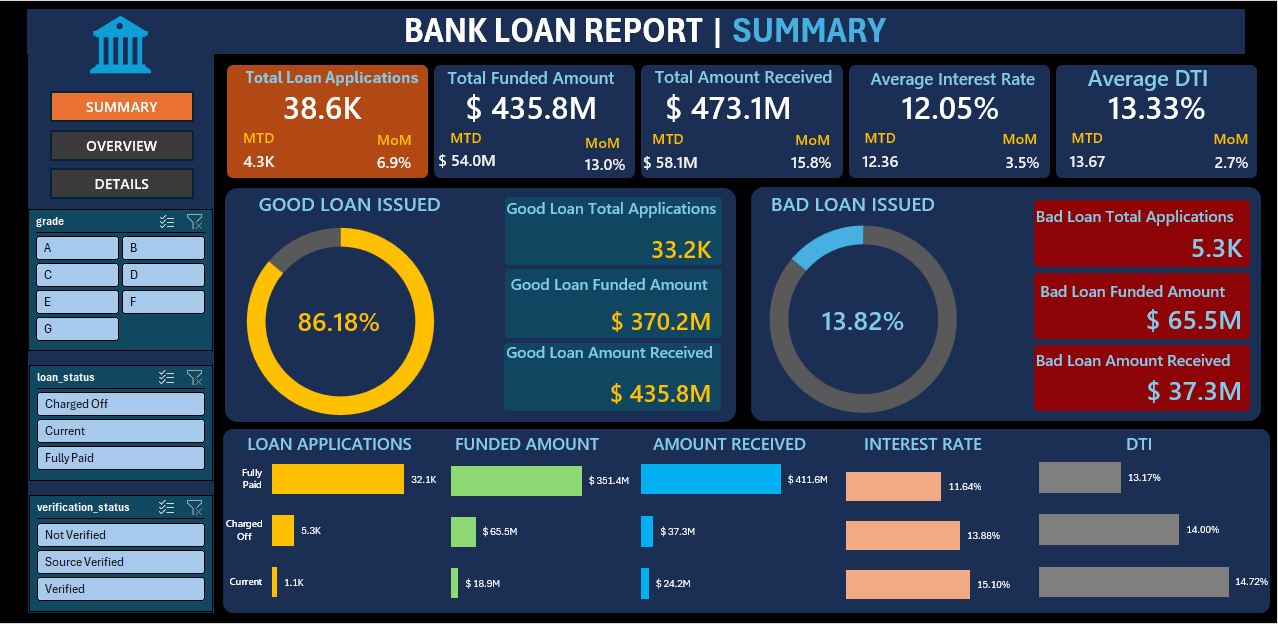 BANK LOAN REPORT | SUMMARY
SUMMARY
OVERVIEW
DETAILS
grade
A
B
C
D
E
F
G
loan_status
Charged Off
Current
Fully Paid
verification_status
Not Verified
Source Verified
Verified
Total Loan Applications
38.6K
MTD
MoM
4.3K
6.9%
Total Funded Amount
$ 435.8M
MTD
MoM
$ 54.0M
13.0%
Total Amount Received
$ 473.1M
MTD
MoM
$ 58.1M
15.8%
Average Interest Rate
12.05%
MTD
MoM
12.36
3.5%
Average DTI
13.33%
MTD
MoM
13.67
2.7%
GOOD LOAN ISSUED
86.18%
Good Loan Total Applications
33.2K
Good Loan Funded Amount
$ 370.2M
Good Loan Amount Received
$ 435.8M
BAD LOAN ISSUED
13.82%
Bad Loan Total Applications
5.3K
Bad Loan Funded Amount
$ 65.5M
Bad Loan Amount Received
$ 37.3M
LOAN APPLICATIONS
Fully
Paid
32.1K
Charged
Off
5.3K
Current
1.1K
FUNDED AMOUNT
$ 351.4M
$ 65.5M
$ 18.9M
AMOUNT RECEIVED
$ 411.6M
$ 37.3M
$ 24.2M
INTEREST RATE
11.64%
13.88%
15.10%
DTI
13.17%
14.00%
14.72%